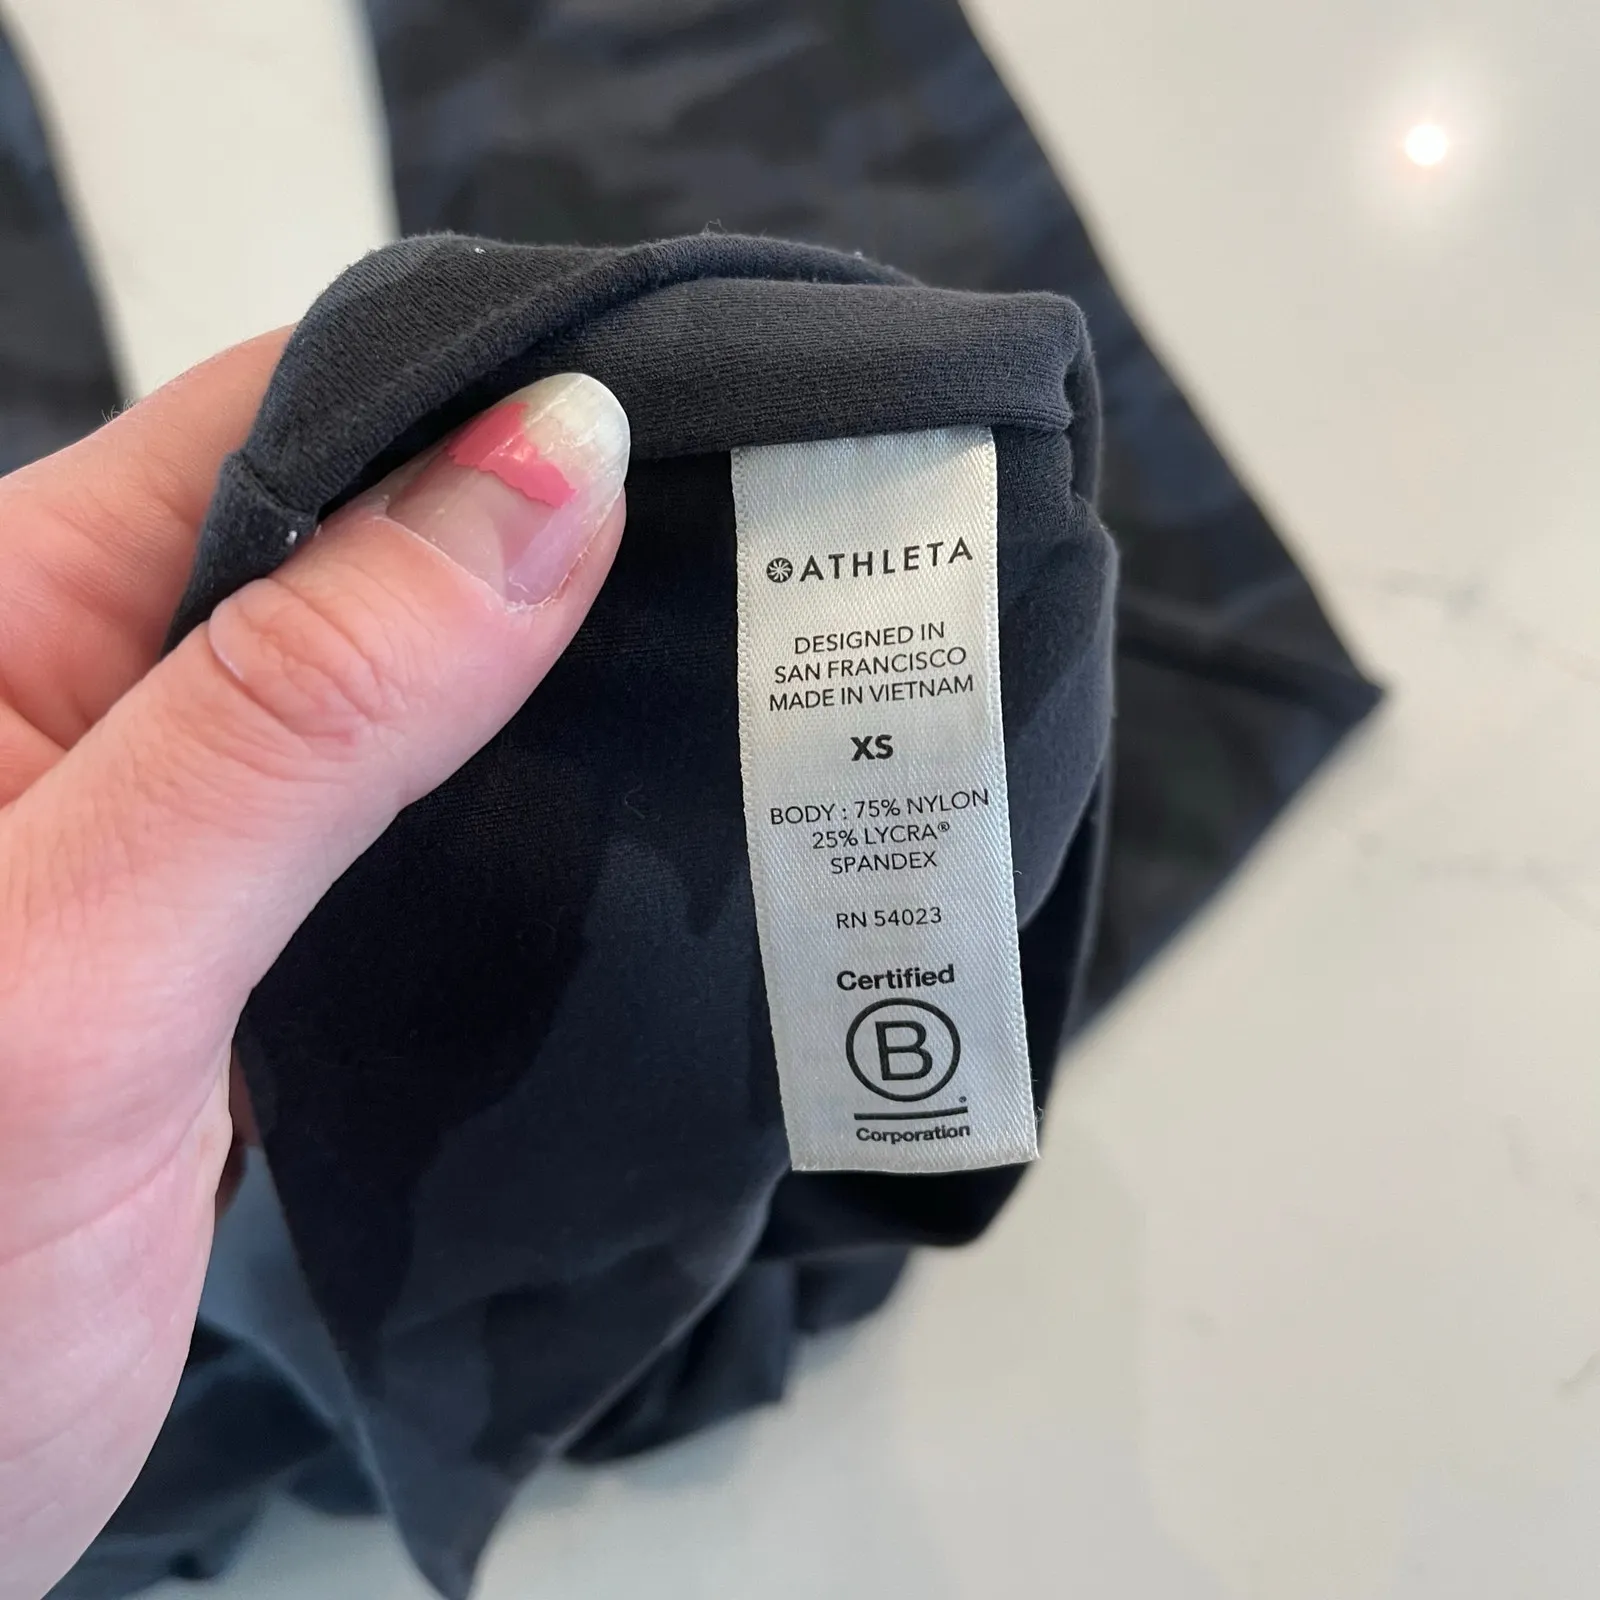 ATHLETA
DESIGNED IN
SAN FRANCISCO
MADE IN VIETNAM
XS
BODY : 75% NYLON
25% LYCRA®
SPANDEX
RN 54023
Certified
B
Corporation